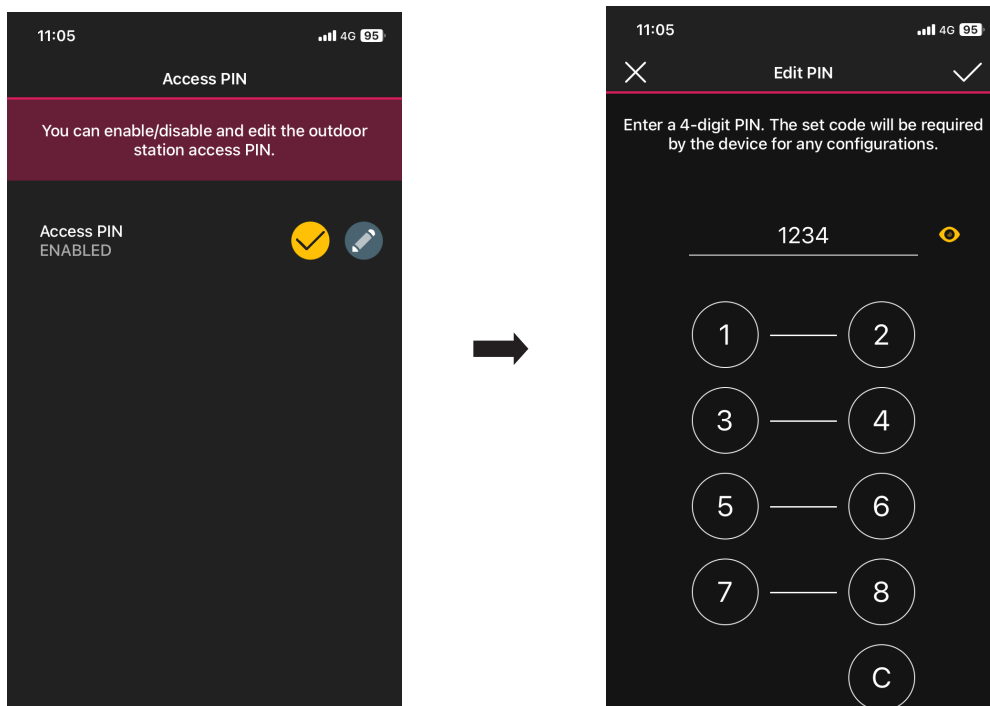 11:05
4G 95
Access PIN
You can enable/disable and edit the outdoor
station access PIN.
Access PIN
ENABLED
11:05
4G 95
Edit PIN
Enter a 4-digit PIN. The set code will be required
by the device for any configurations.
1234
1 2
3 4
5 6
7 8
C